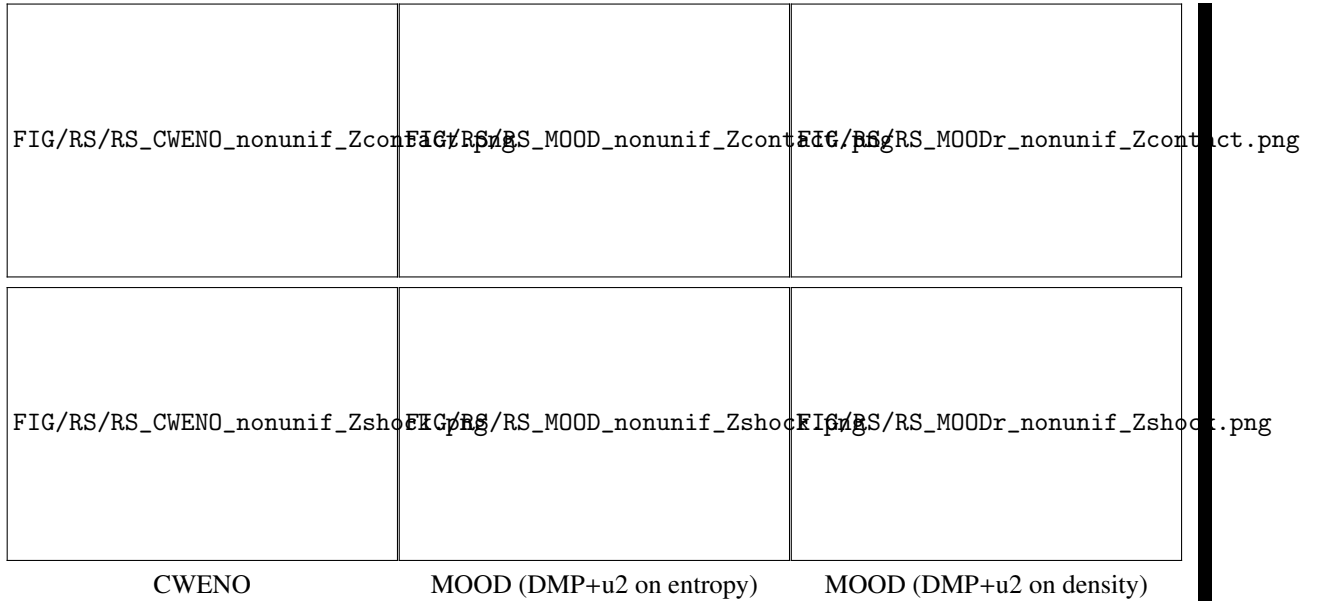 FIG/RS/RS_CWENO_nonunif_Zcontact.png FIG/RS/RS_MOOD_nonunif_Zcontact.png FIG/RS/RS_MOODr_nonunif_Zcontact.png
FIG/RS/RS_CWENO_nonunif_Zshock.png FIG/RS/RS_MOOD_nonunif_Zshock.png FIG/RS/RS_MOODr_nonunif_Zshock.png
CWENO MOOD (DMP+u2 on entropy) MOOD (DMP+u2 on density)